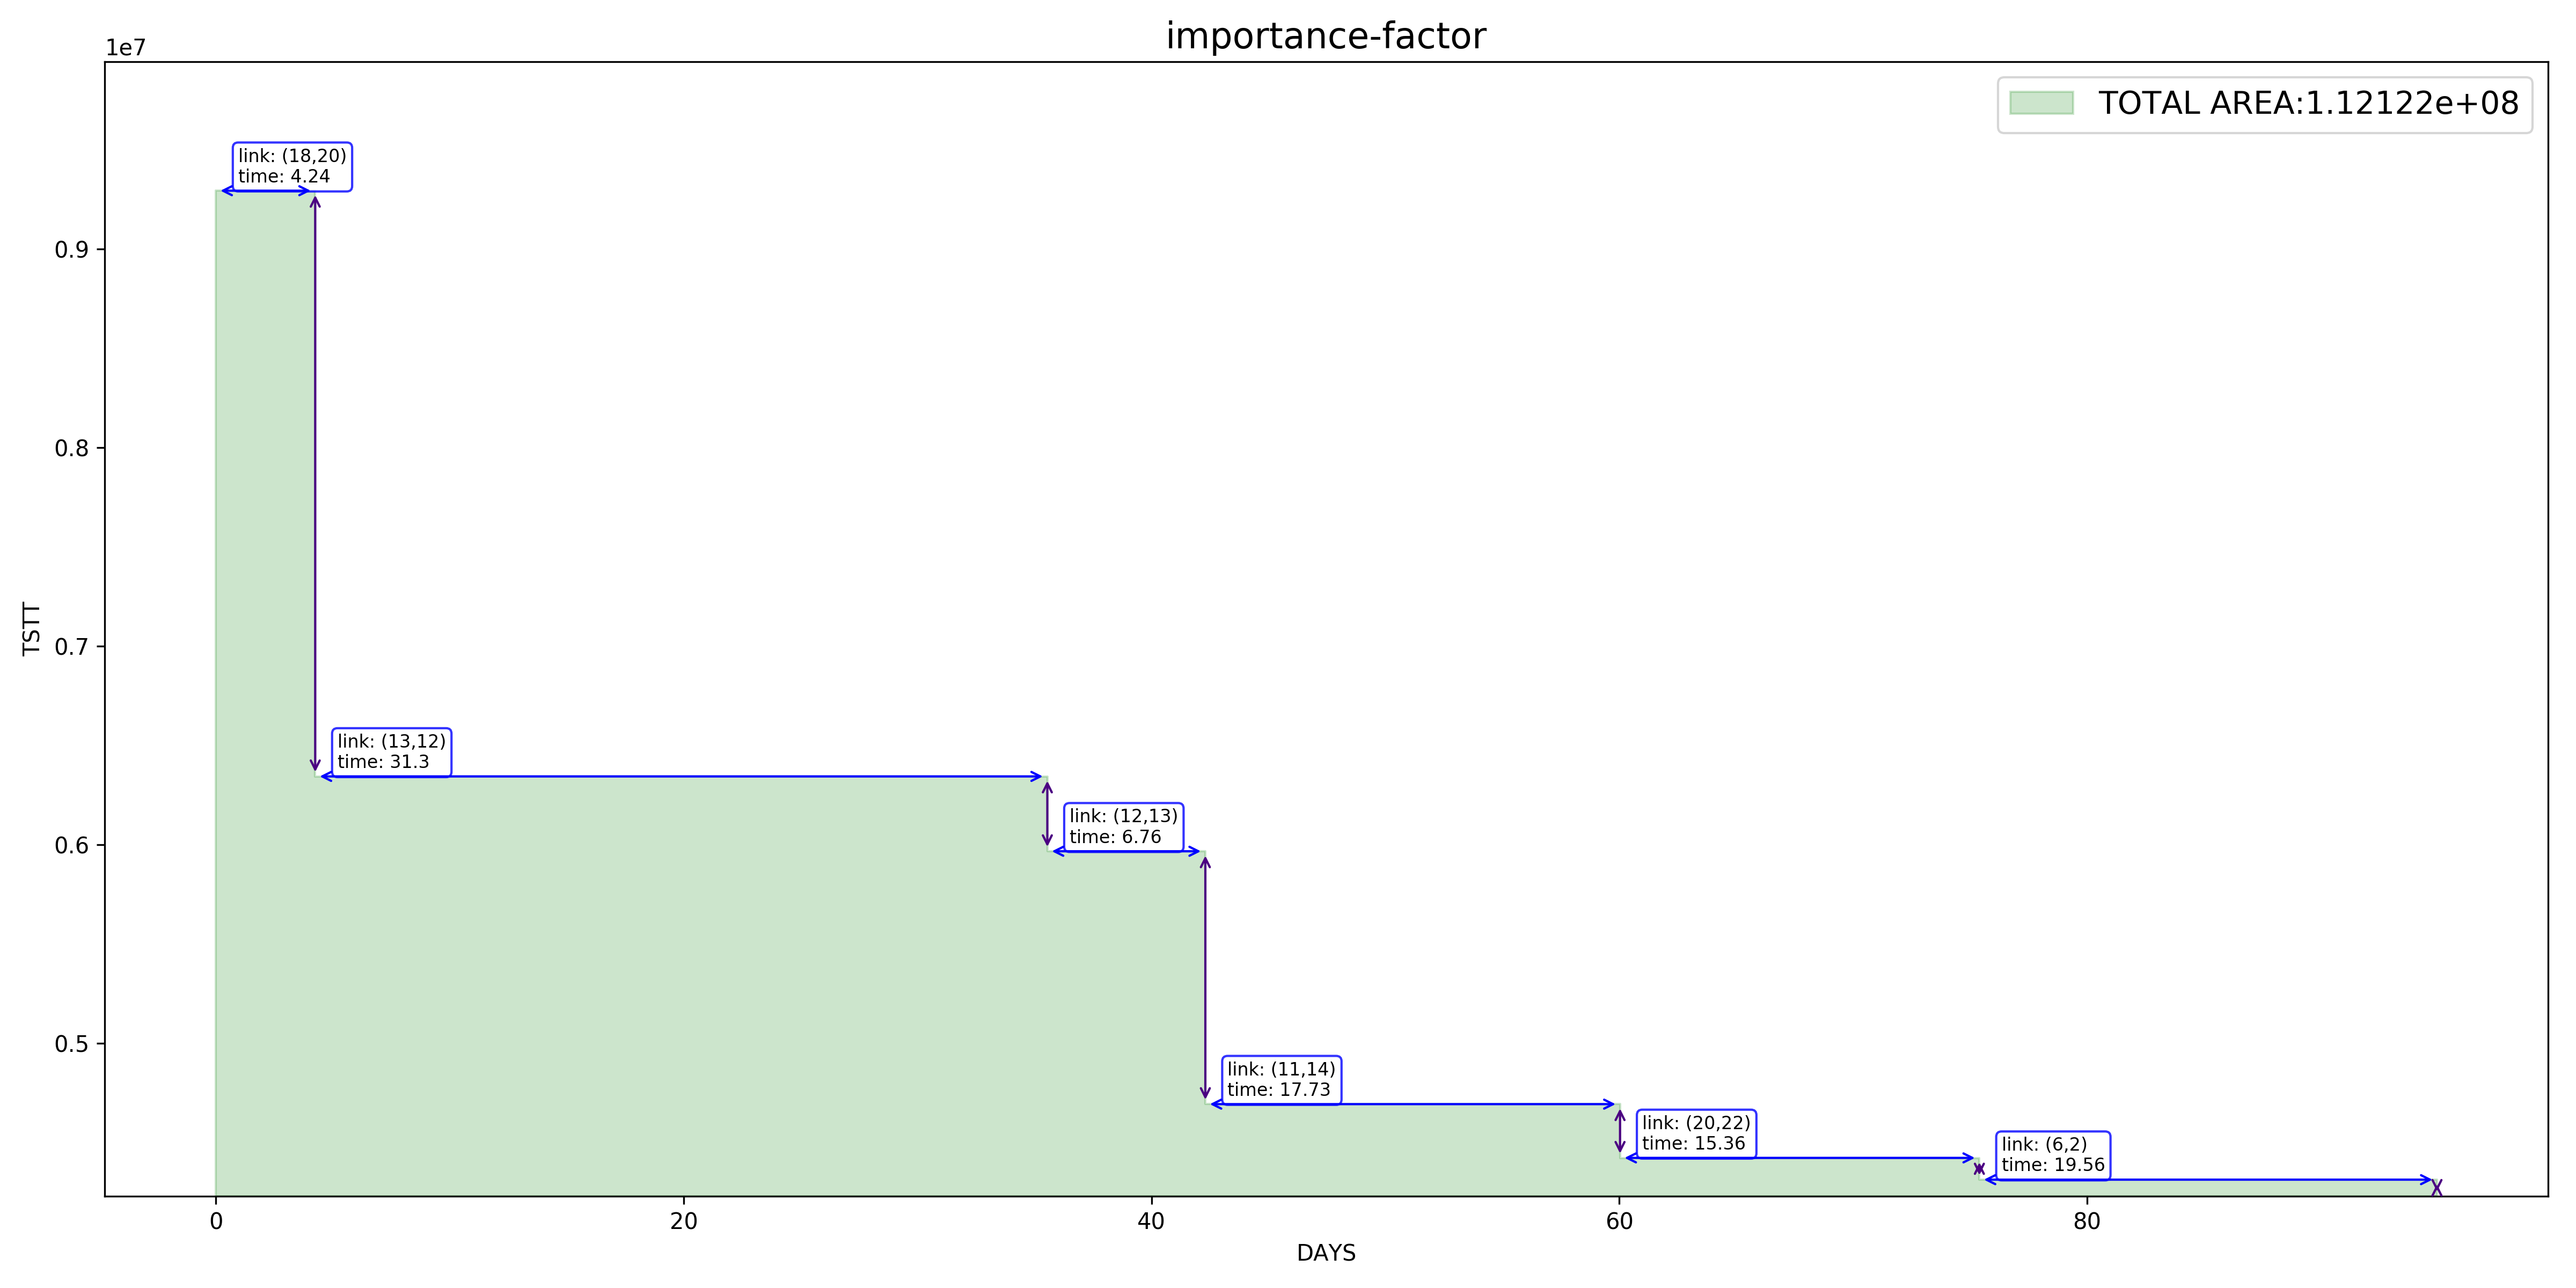 importance-factor
1e7
TOTAL AREA:1.12122e+08
link: (18,20)
time: 4.24
0.9
0.8
0.7
TSTT
link: (13,12)
time: 31.3
link: (12,13)
time: 6.76
0.6
0.5
link: (11,14)
time: 17.73
link: (20,22)
time: 15.36
link: (6,2)
time: 19.56
0 20 40 60 80
DAYS